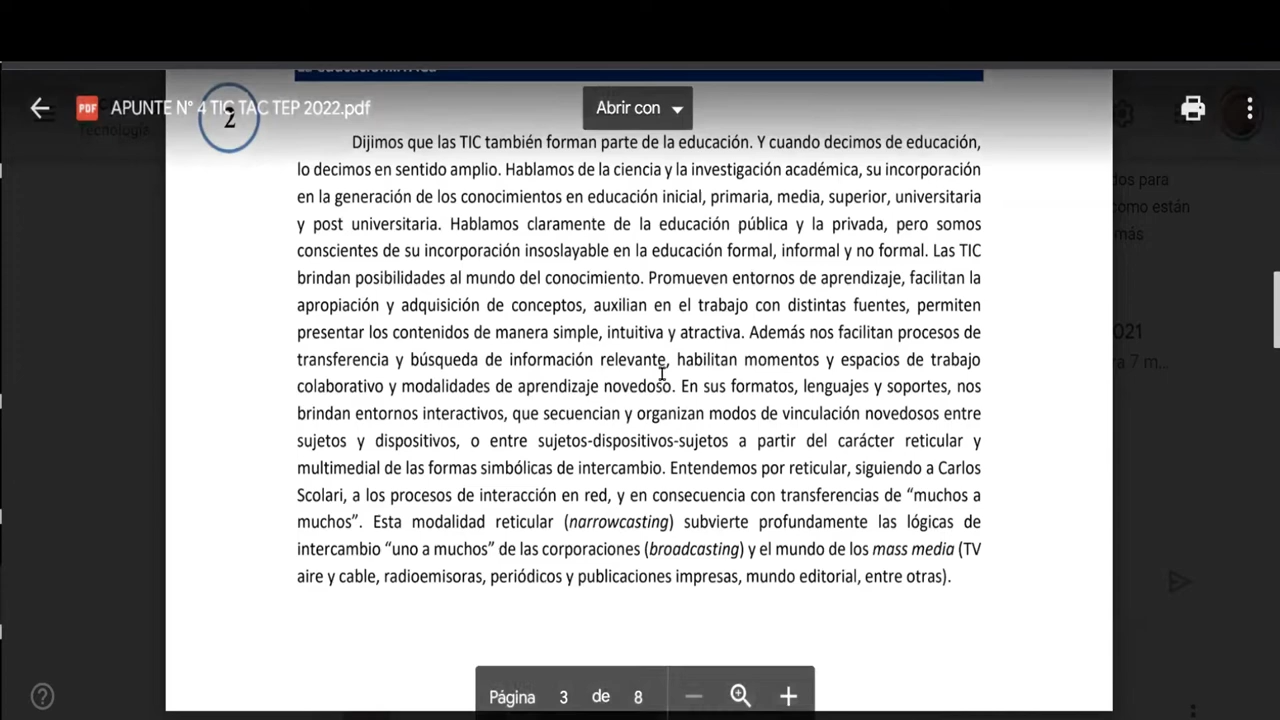 APUNTE N° 4 TIC TAC TEP 2022.pdf
Abrir con
2
Tecnología
Dijimos que las TIC también forman parte de la educación. Y cuando decimos de educación,
lo decimos en sentido amplio. Hablamos de la ciencia y la investigación académica, su incorporación
en la generación de los conocimientos en educación inicial, primaria, media, superior, universitaria
y post universitaria. Hablamos claramente de la educación pública y la privada, pero somos
conscientes de su incorporación insoslayable en la educación formal, informal y no formal. Las TIC
brindan posibilidades al mundo del conocimiento. Promueven entornos de aprendizaje, facilitan la
apropiación y adquisición de conceptos, auxilian en el trabajo con distintas fuentes, permiten
presentar los contenidos de manera simple, intuitiva y atractiva. Además nos facilitan procesos de
transferencia y búsqueda de información relevante, habilitan momentos y espacios de trabajo
colaborativo y modalidades de aprendizaje novedoso. En sus formatos, lenguajes y soportes, nos
brindan entornos interactivos, que secuencian y organizan modos de vinculación novedosos entre
sujetos y dispositivos, o entre sujetos-dispositivos-sujetos a partir del carácter reticular y
multimedial de las formas simbólicas de intercambio. Entendemos por reticular, siguiendo a Carlos
Scolari, a los procesos de interacción en red, y en consecuencia con transferencias de “muchos a
muchos”. Esta modalidad reticular (narrowcasting) subvierte profundamente las lógicas de
intercambio “uno a muchos” de las corporaciones (broadcasting) y el mundo de los mass media (TV
aire y cable, radioemisoras, periódicos y publicaciones impresas, mundo editorial, entre otras).
dos para
como están
más
021
ra 7 m...
Página 3 de 8